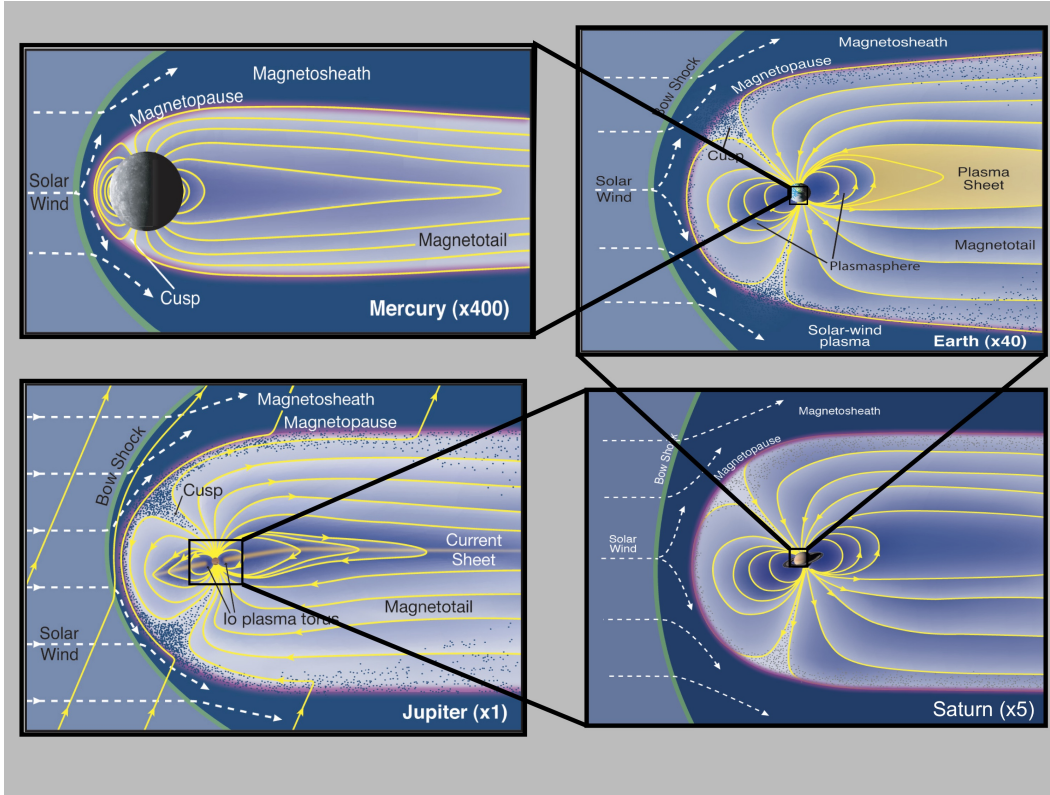 Magnetosheath
Magnetopause
Solar
Wind
Magnetotail
Cusp
Mercury (x400)
Magnetosheath
Bow Shock
Magnetopause
Cusp
Solar
Wind
Plasma
Sheet
Magnetotail
Plasmasphere
Solar-wind
plasma
Earth (x40)
Magnetosheath
Magnetopause
Bow Shock
Cusp
Current
Sheet
Magnetotail
Io plasma torus
Solar
Wind
Jupiter (x1)
Magnetosheath
Bow Shock
Magnetopause
Solar
Wind
Saturn (x5)